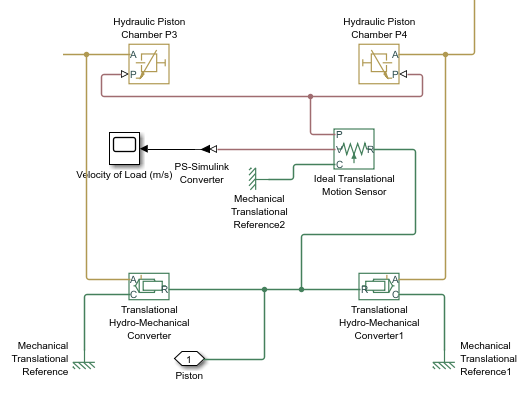 Hydraulic Piston
Chamber P3
Hydraulic Piston
Chamber P4
A
P
A
P
P
V
R
C
Velocity of Load (m/s)
PS-Simulink
Converter
Ideal Translational
Motion Sensor
Mechanical
Translational
Reference2
A
C
R
A
R
C
Translational
Hydro-Mechanical
Converter
Translational
Hydro-Mechanical
Converter1
Mechanical
Translational
Reference
1
Piston
Mechanical
Translational
Reference1